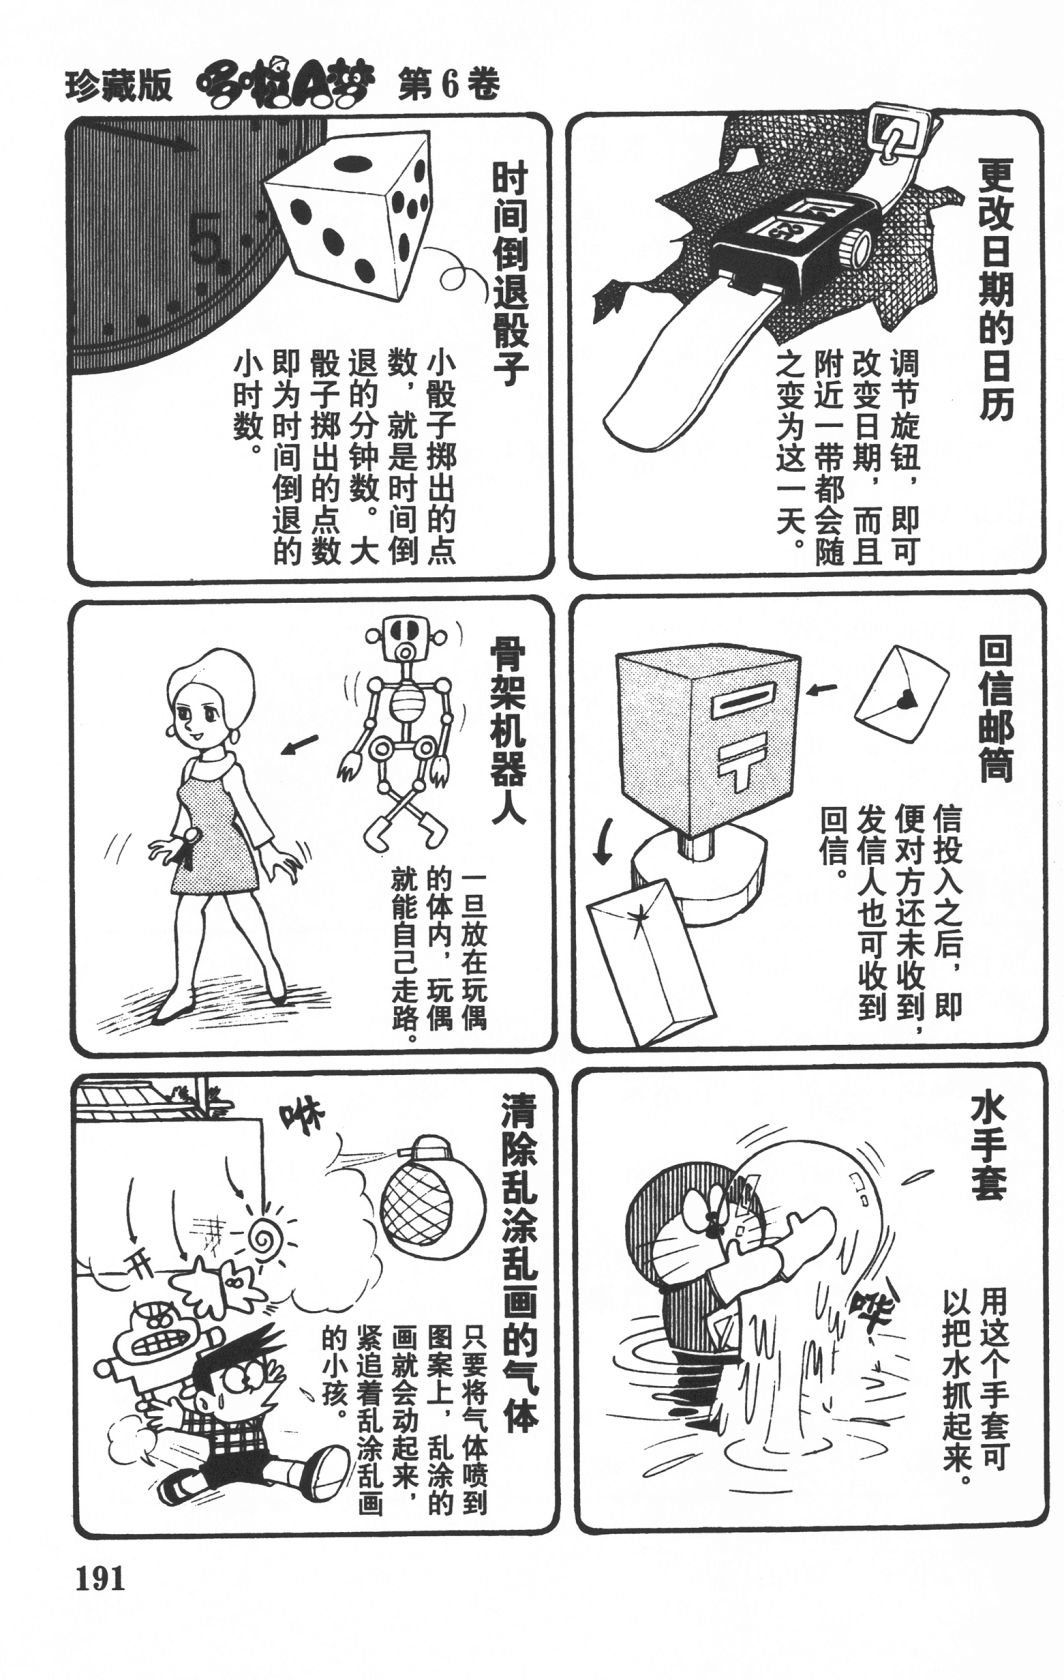 珍藏版 哆啦A梦 第6卷
更改日期的日历
调节旋钮，即可
改变日期，而且
附近一带都会随
之变为这一天。
时间倒退骰子
小骰子掷出的点
数，就是时间倒
退的分钟数。大
骰子掷出的点数
即为时间倒退的
小时数。
5
回信邮筒
信投入之后，即
便对方还未收到，
发信人也可收到
回信。
〒
骨架机器人
一旦放在玩偶
的体内，玩偶
就能自己走路。
水手套
用这个手套可
以把水抓起来。
哗
清除乱涂乱画的气体
只要将气体喷到
图案上，乱涂的
画就会动起来，
紧追着乱涂乱画
的小孩。
咻
191